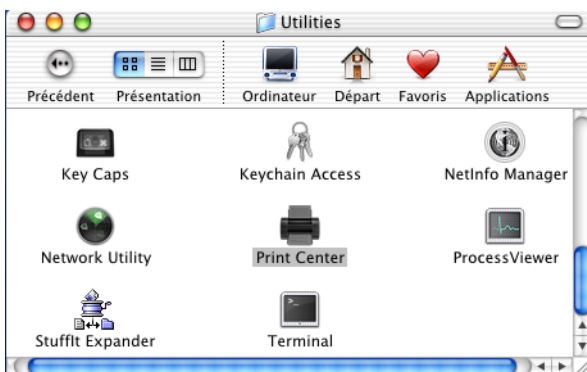 Utilities
Précédent Présentation Ordinateur Départ Favoris Applications
Key Caps Keychain Access NetInfo Manager
Network Utility Print Center ProcessViewer
StuffIt Expander Terminal